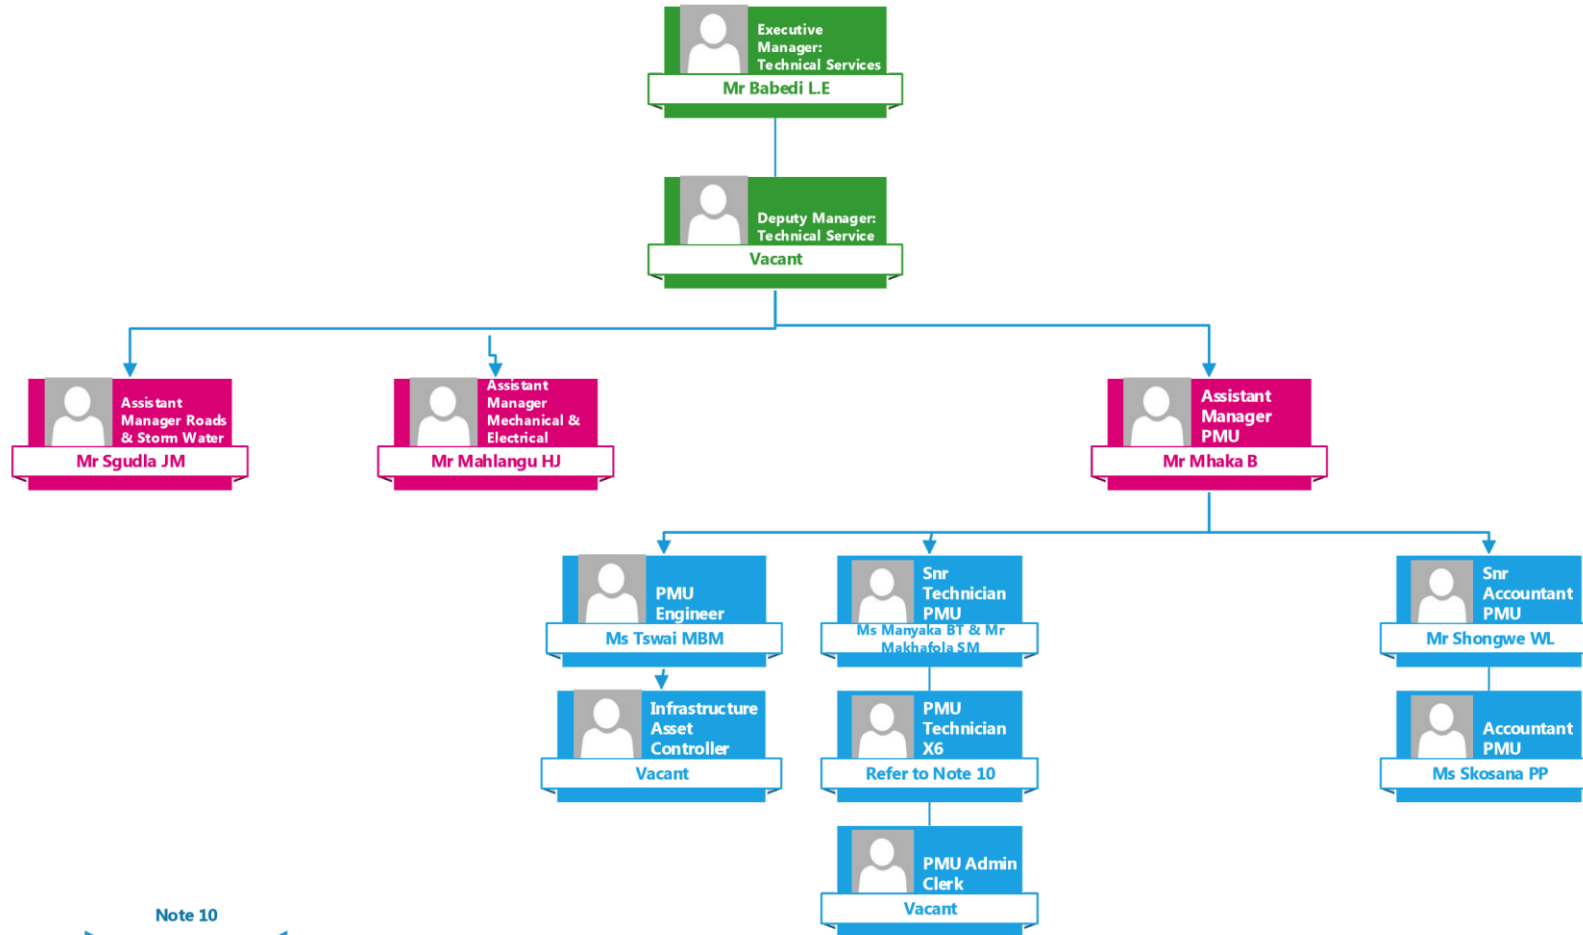 Executive
Manager:
Technical Services
Mr Babedi L.E
Deputy Manager:
Technical Service
Vacant
Assistant
Manager Roads
& Storm Water
Mr Sgudla JM
Assistant
Manager
Mechanical &
Electrical
Mr Mahlangu HJ
Assistant
Manager
PMU
Mr Mhaka B
PMU
Engineer
Ms Tswai MBM
Snr
Technician
PMU
Ms Manyaka BT & Mr
Makhafola SM
Snr
Accountant
PMU
Mr Shongwe WL
Infrastructure
Asset
Controller
Vacant
PMU
Technician
X6
Refer to Note 10
Accountant
PMU
Ms Skosana PP
PMU Admin
Clerk
Vacant
Note 10